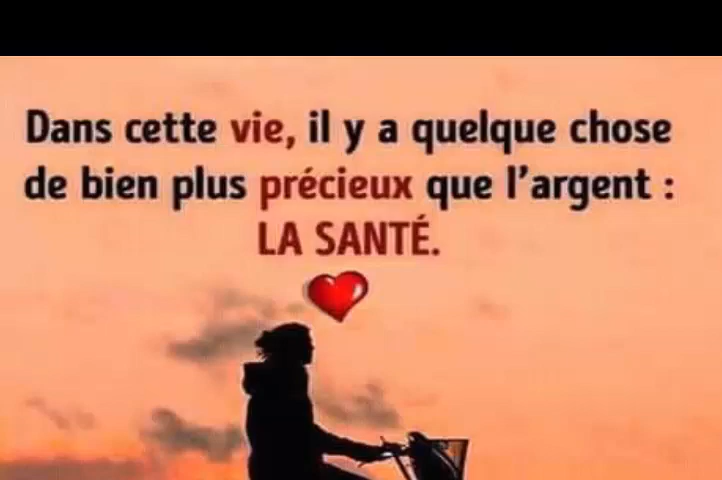 Dans cette vie, il y a quelque chose
de bien plus précieux que l'argent :
LA SANTÉ.